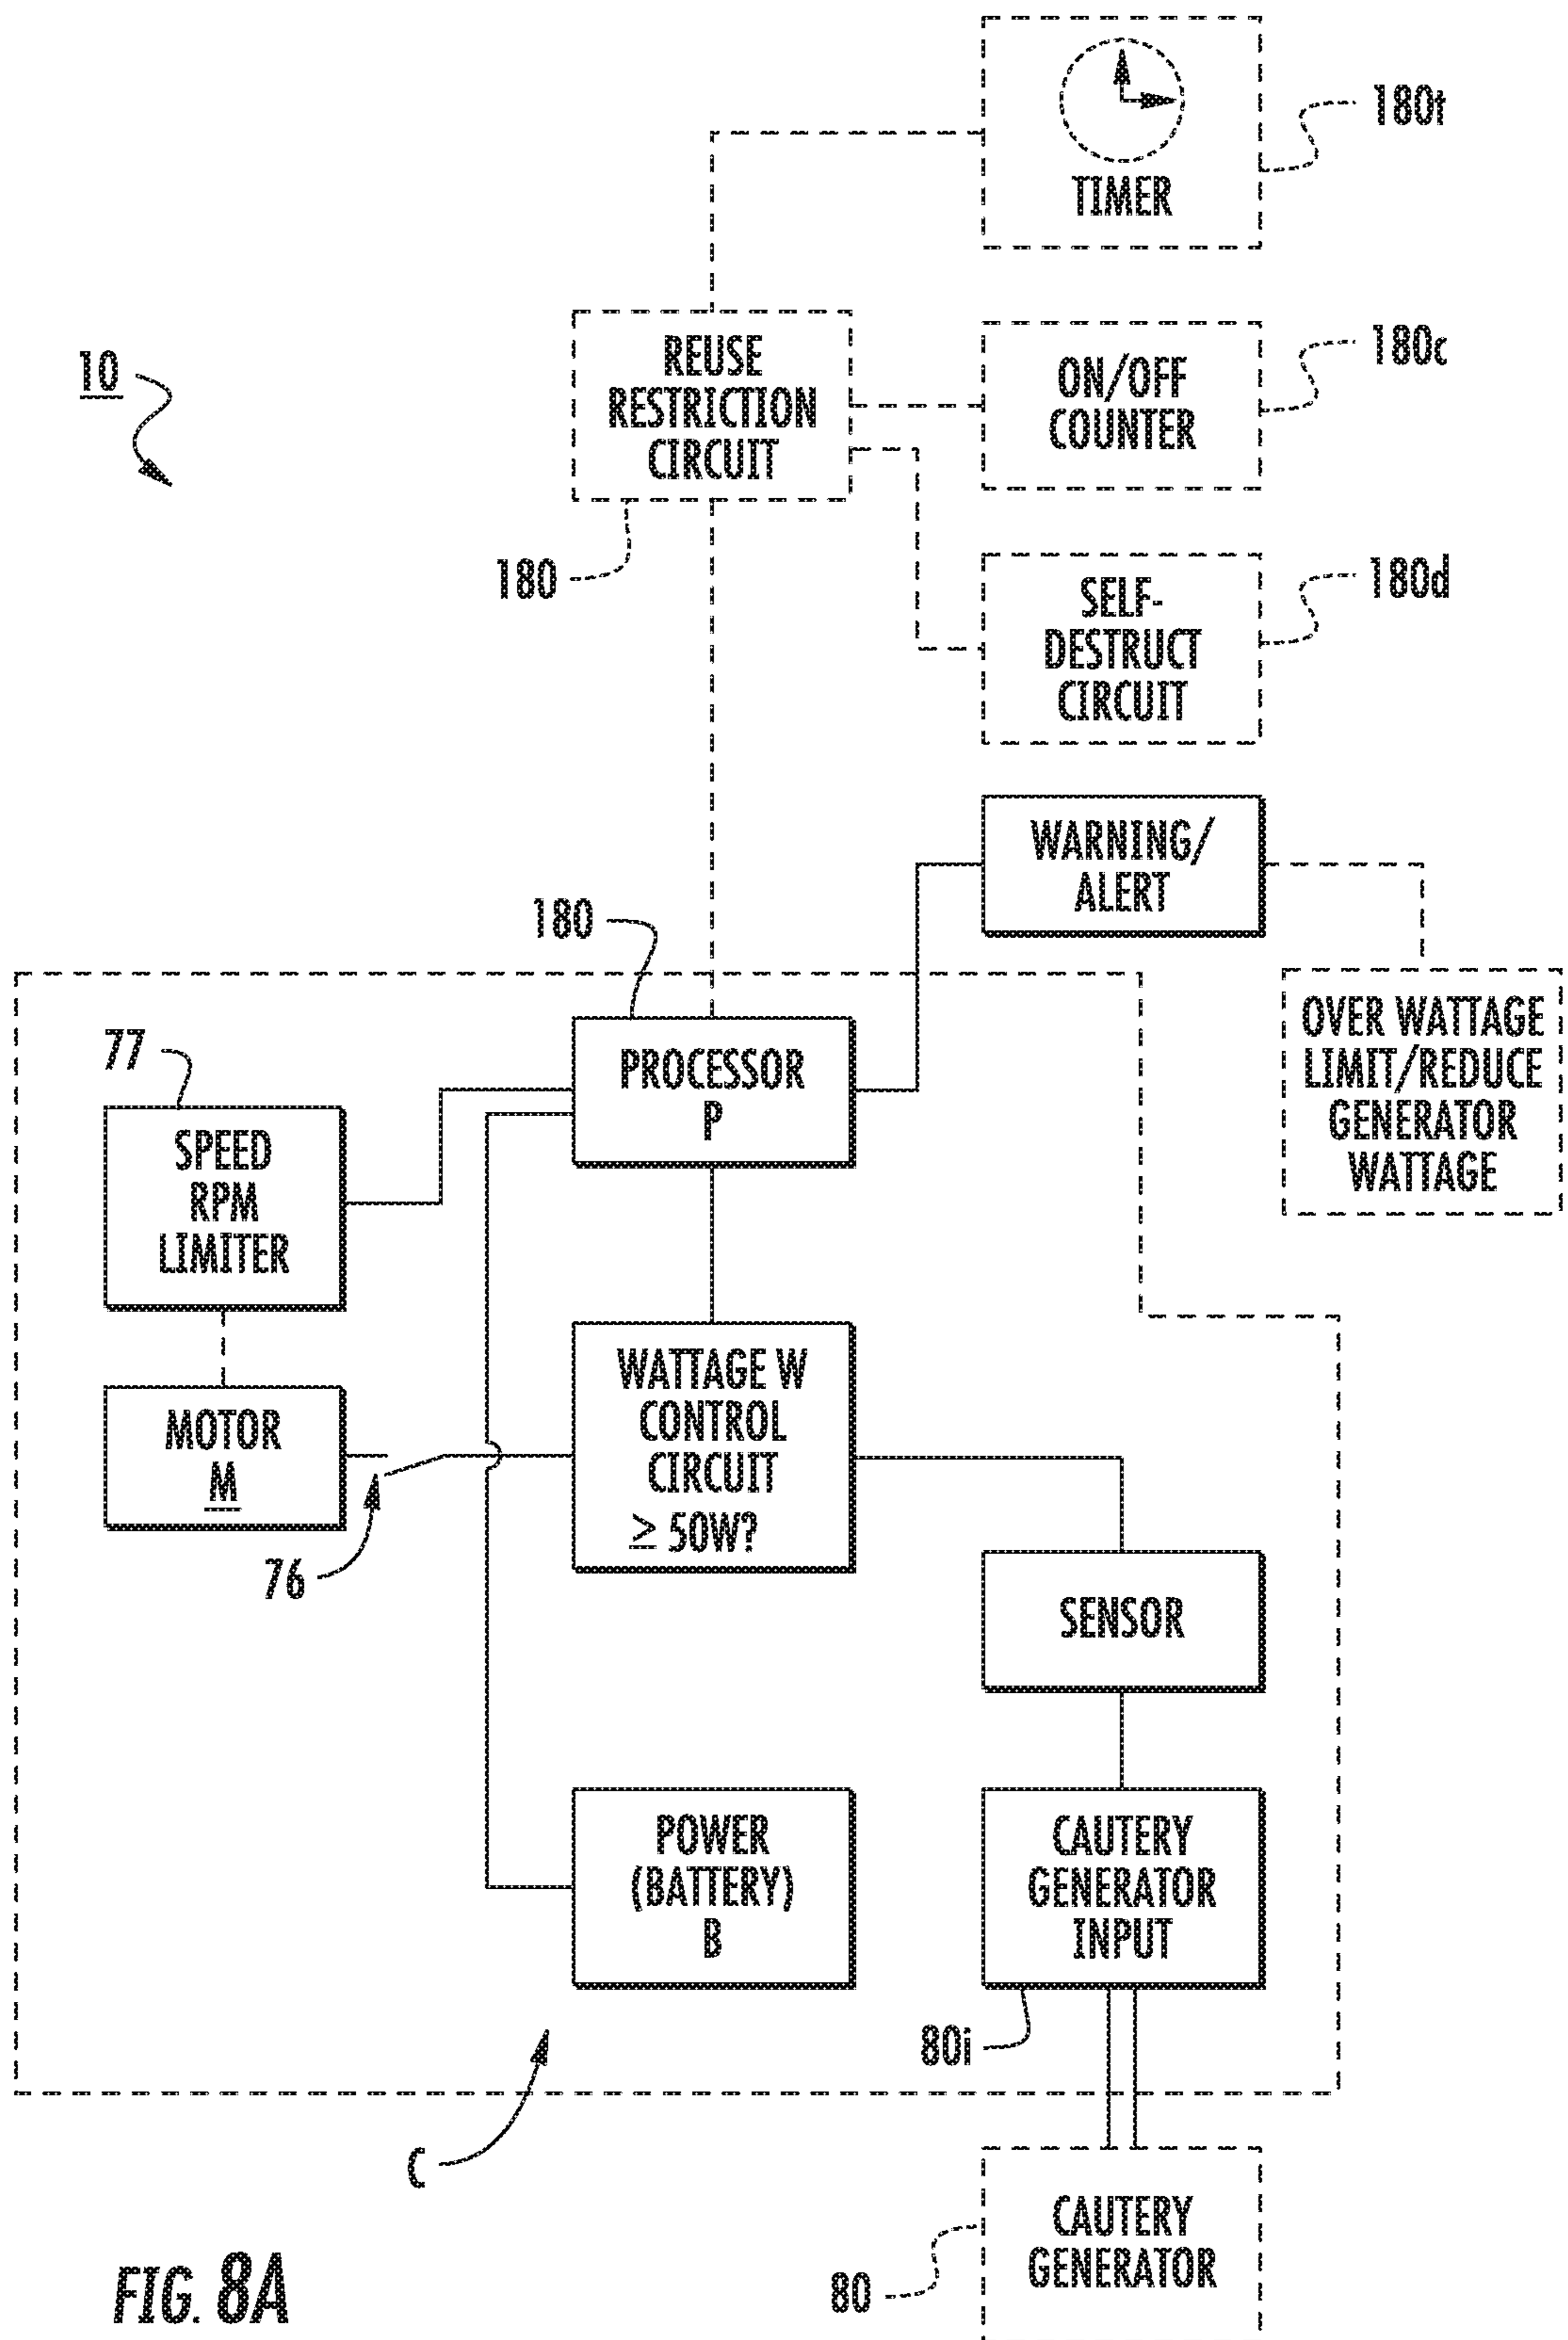 180t
TIMER
10
REUSE
RESTRICTION
CIRCUIT
180
ON/OFF
COUNTER
180c
SELF-
DESTRUCT
CIRCUIT
180d
WARNING/
ALERT
OVER WATTAGE
LIMIT/REDUCE
GENERATOR
WATTAGE
180
PROCESSOR
P
77
SPEED
RPM
LIMITER
MOTOR
M
76
WATTAGE W
CONTROL
CIRCUIT
≥ 50W?
SENSOR
POWER
(BATTERY)
B
CAUTERY
GENERATOR
INPUT
80i
C
CAUTERY
GENERATOR
80
FIG. 8A